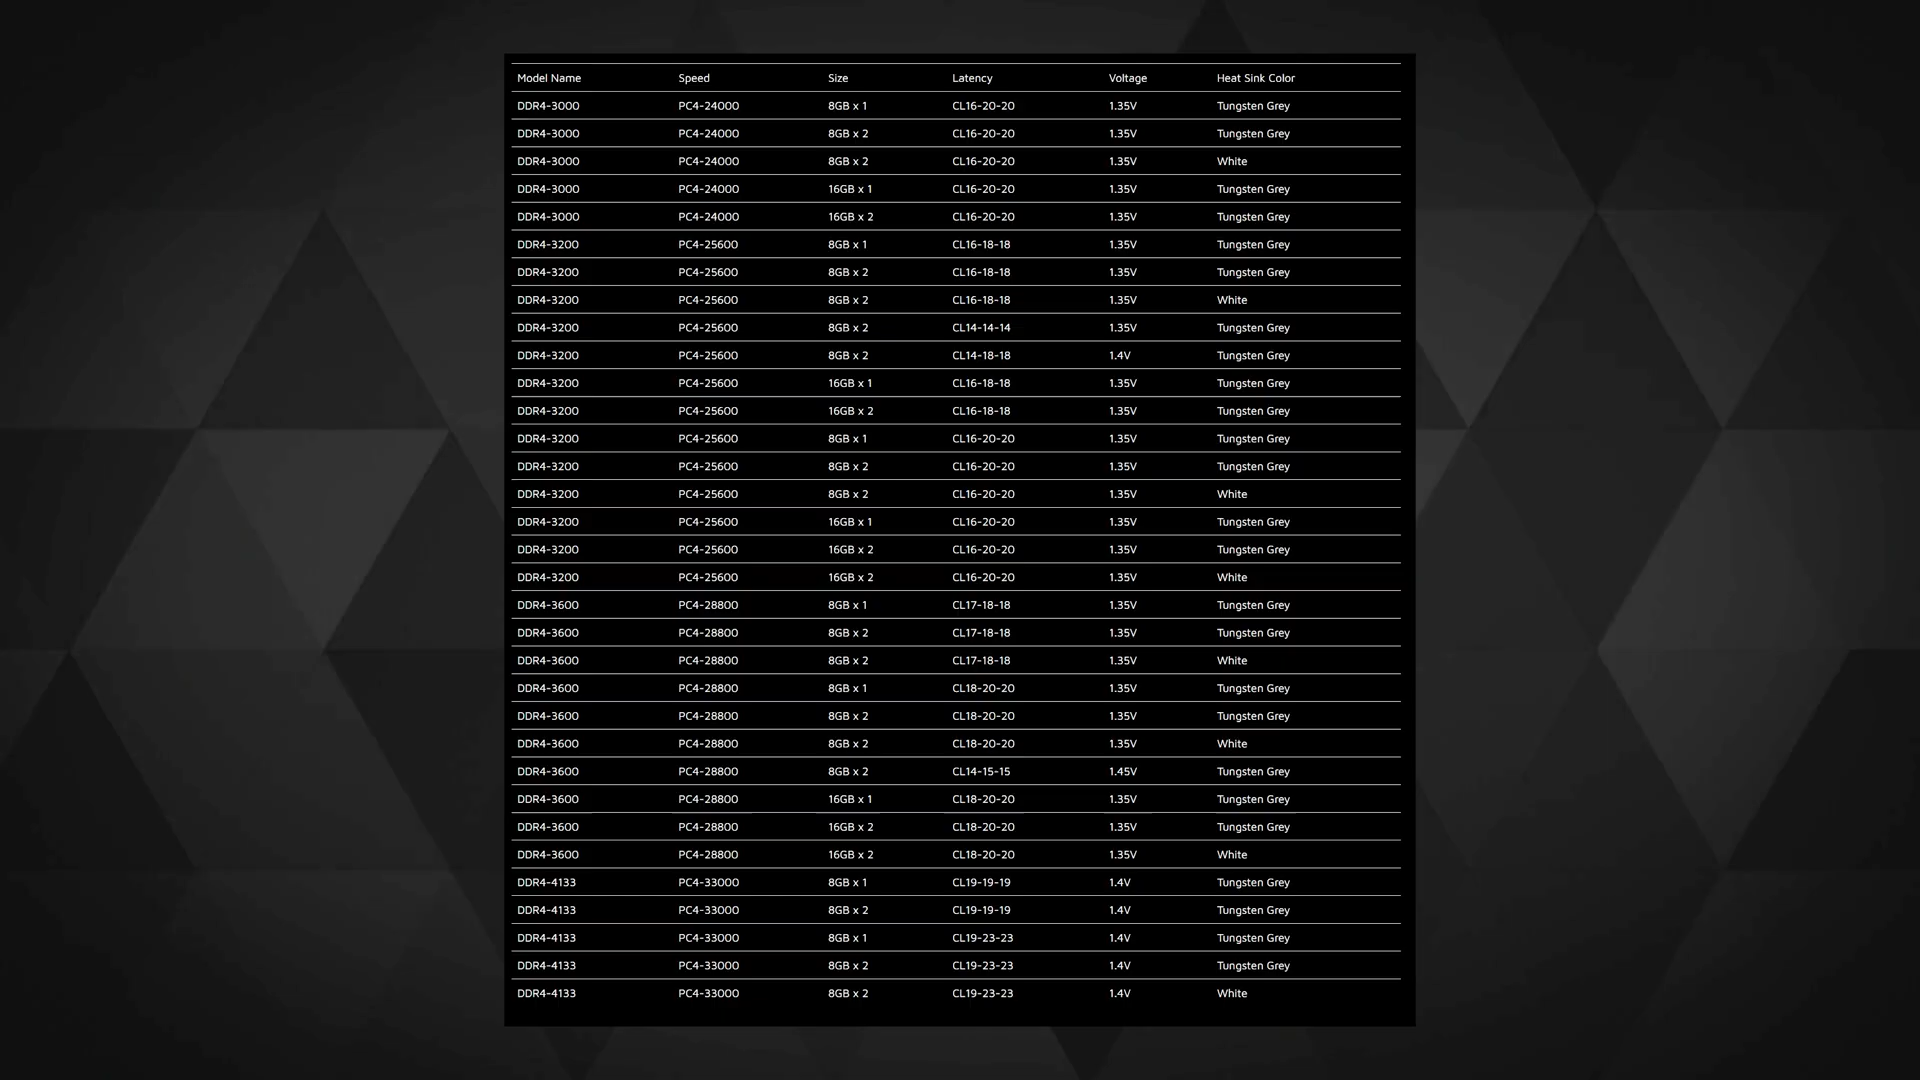 Model Name Speed Size Latency Voltage Heat Sink Color
DDR4-3000 PC4-24000 8GB x 1 CL16-20-20 1.35V Tungsten Grey
DDR4-3000 PC4-24000 8GB x 2 CL16-20-20 1.35V Tungsten Grey
DDR4-3000 PC4-24000 8GB x 2 CL16-20-20 1.35V White
DDR4-3000 PC4-24000 16GB x 1 CL16-20-20 1.35V Tungsten Grey
DDR4-3000 PC4-24000 16GB x 2 CL16-20-20 1.35V Tungsten Grey
DDR4-3200 PC4-25600 8GB x 1 CL16-18-18 1.35V Tungsten Grey
DDR4-3200 PC4-25600 8GB x 2 CL16-18-18 1.35V Tungsten Grey
DDR4-3200 PC4-25600 8GB x 2 CL16-18-18 1.35V White
DDR4-3200 PC4-25600 8GB x 2 CL14-14-14 1.35V Tungsten Grey
DDR4-3200 PC4-25600 8GB x 2 CL14-18-18 1.4V Tungsten Grey
DDR4-3200 PC4-25600 16GB x 1 CL16-18-18 1.35V Tungsten Grey
DDR4-3200 PC4-25600 16GB x 2 CL16-18-18 1.35V Tungsten Grey
DDR4-3200 PC4-25600 8GB x 1 CL16-20-20 1.35V Tungsten Grey
DDR4-3200 PC4-25600 8GB x 2 CL16-20-20 1.35V Tungsten Grey
DDR4-3200 PC4-25600 8GB x 2 CL16-20-20 1.35V White
DDR4-3200 PC4-25600 16GB x 1 CL16-20-20 1.35V Tungsten Grey
DDR4-3200 PC4-25600 16GB x 2 CL16-20-20 1.35V Tungsten Grey
DDR4-3200 PC4-25600 16GB x 2 CL16-20-20 1.35V White
DDR4-3600 PC4-28800 8GB x 1 CL17-18-18 1.35V Tungsten Grey
DDR4-3600 PC4-28800 8GB x 2 CL17-18-18 1.35V Tungsten Grey
DDR4-3600 PC4-28800 8GB x 2 CL17-18-18 1.35V White
DDR4-3600 PC4-28800 8GB x 1 CL18-20-20 1.35V Tungsten Grey
DDR4-3600 PC4-28800 8GB x 2 CL18-20-20 1.35V Tungsten Grey
DDR4-3600 PC4-28800 8GB x 2 CL18-20-20 1.35V White
DDR4-3600 PC4-28800 8GB x 2 CL14-15-15 1.45V Tungsten Grey
DDR4-3600 PC4-28800 16GB x 1 CL18-20-20 1.35V Tungsten Grey
DDR4-3600 PC4-28800 16GB x 2 CL18-20-20 1.35V Tungsten Grey
DDR4-3600 PC4-28800 16GB x 2 CL18-20-20 1.35V White
DDR4-4133 PC4-33000 8GB x 1 CL19-19-19 1.4V Tungsten Grey
DDR4-4133 PC4-33000 8GB x 2 CL19-19-19 1.4V Tungsten Grey
DDR4-4133 PC4-33000 8GB x 1 CL19-23-23 1.4V Tungsten Grey
DDR4-4133 PC4-33000 8GB x 2 CL19-23-23 1.4V Tungsten Grey
DDR4-4133 PC4-33000 8GB x 2 CL19-23-23 1.4V White